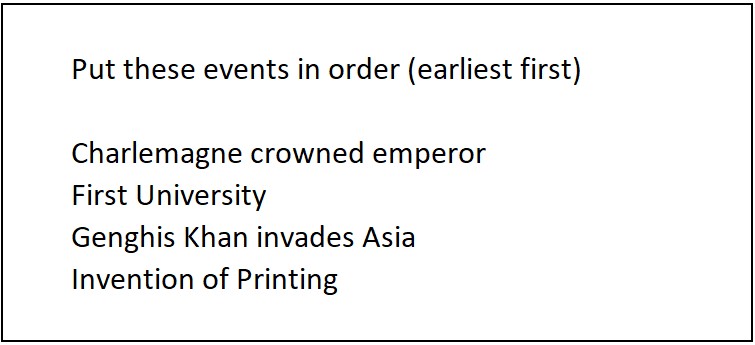 Put these events in order (earliest first)
Charlemagne crowned emperor
First University
Genghis Khan invades Asia
Invention of Printing